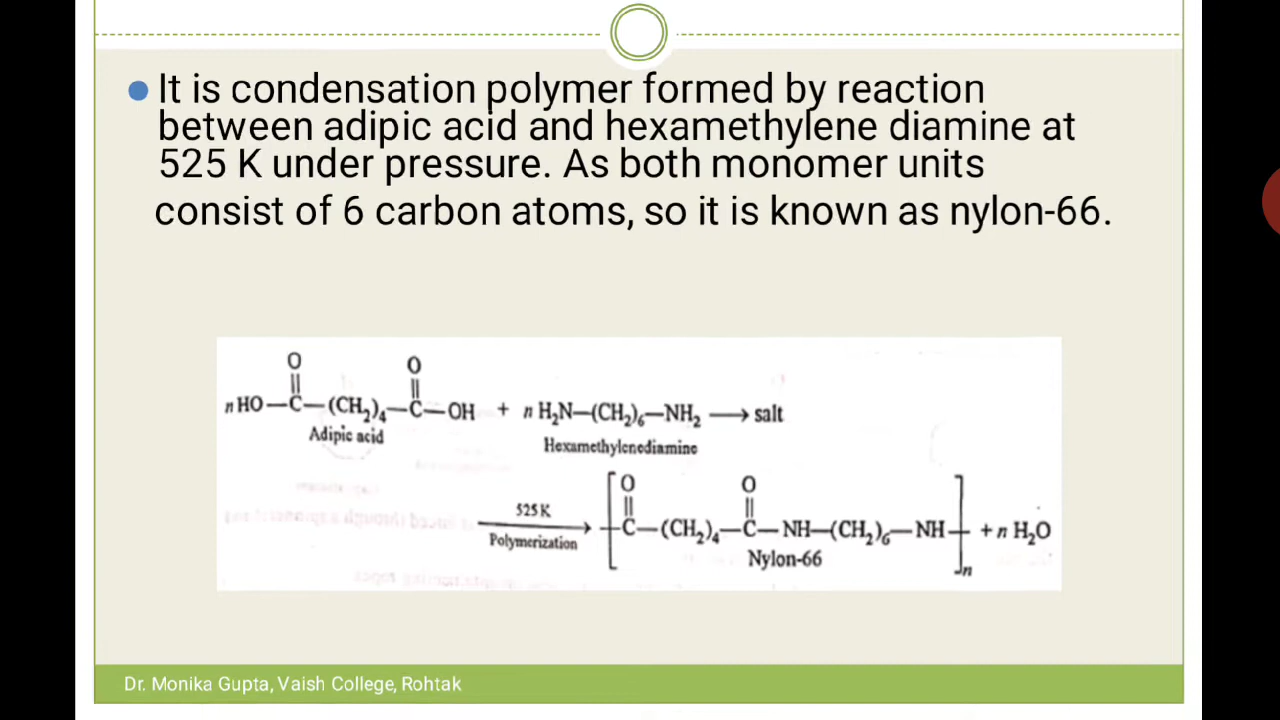 It is condensation polymer formed by reaction
between adipic acid and hexamethylene diamine at
525 K under pressure. As both monomer units
consist of 6 carbon atoms, so it is known as nylon-66.
O O
|| ||
n HO—C—(CH₂)₄—C—OH + n H₂N—(CH₂)₆—NH₂ ⟶ salt
Adipic acid
Hexamethylenediamine
O O
525 K || ||
⟶ [C—(CH₂)₄—C—NH—(CH₂)₆—NH]n + n H₂O
Polymerization
Nylon-66
Dr. Monika Gupta, Vaish College, Rohtak